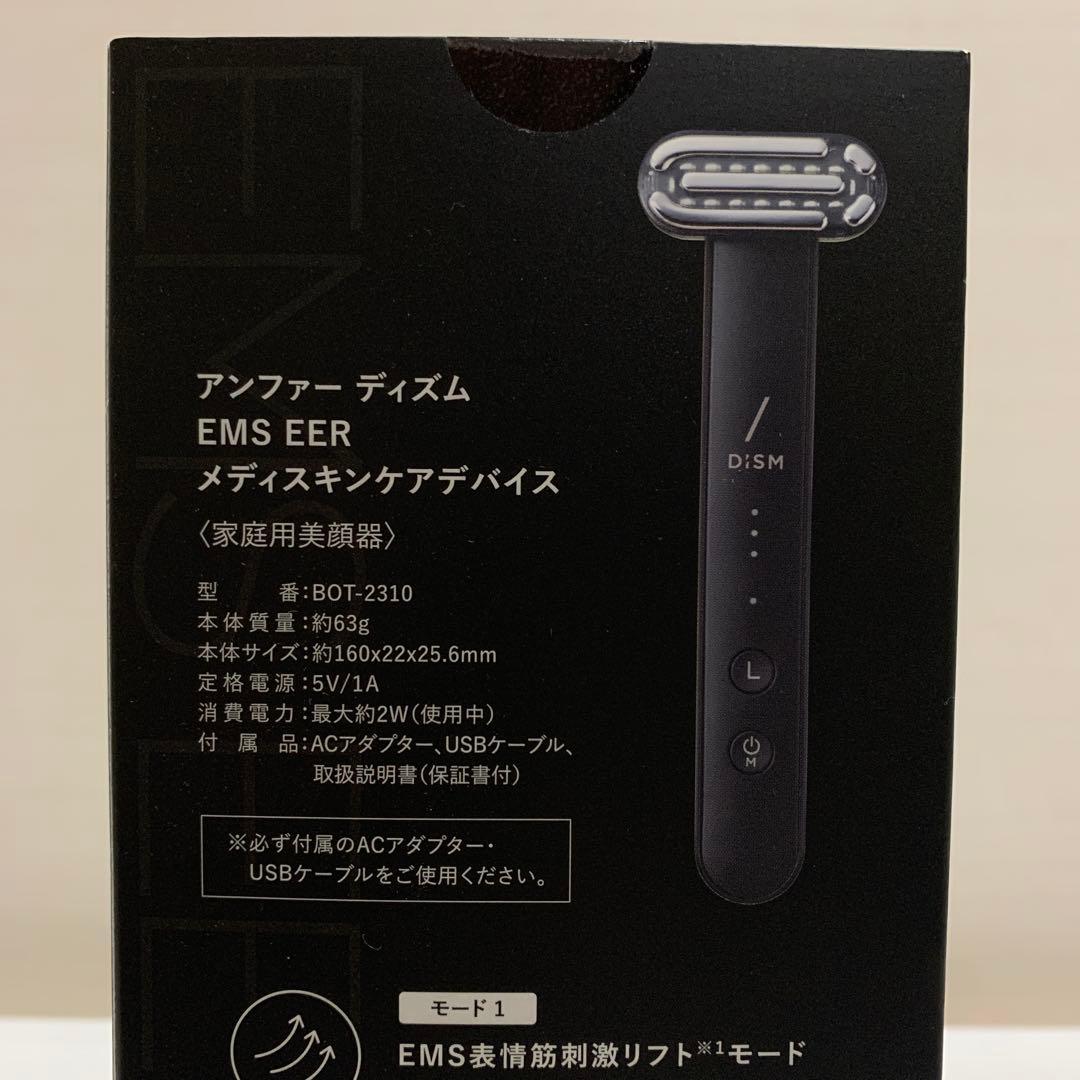 アンファー ディズム
EMS EER
メディスキンケアデバイス
〈家庭用美顔器〉
型 番:BOT-2310
本体質量:約63g
本体サイズ:約160x22x25.6mm
定格電源:5V/1A
消費電力:最大約2W(使用中)
付属品:ACアダプター、USBケーブル、
取扱説明書(保証書付)
※必ず付属のACアダプター・
USBケーブルをご使用ください。
モード 1
EMS表情筋刺激リフト※1モード
DISM
L
M